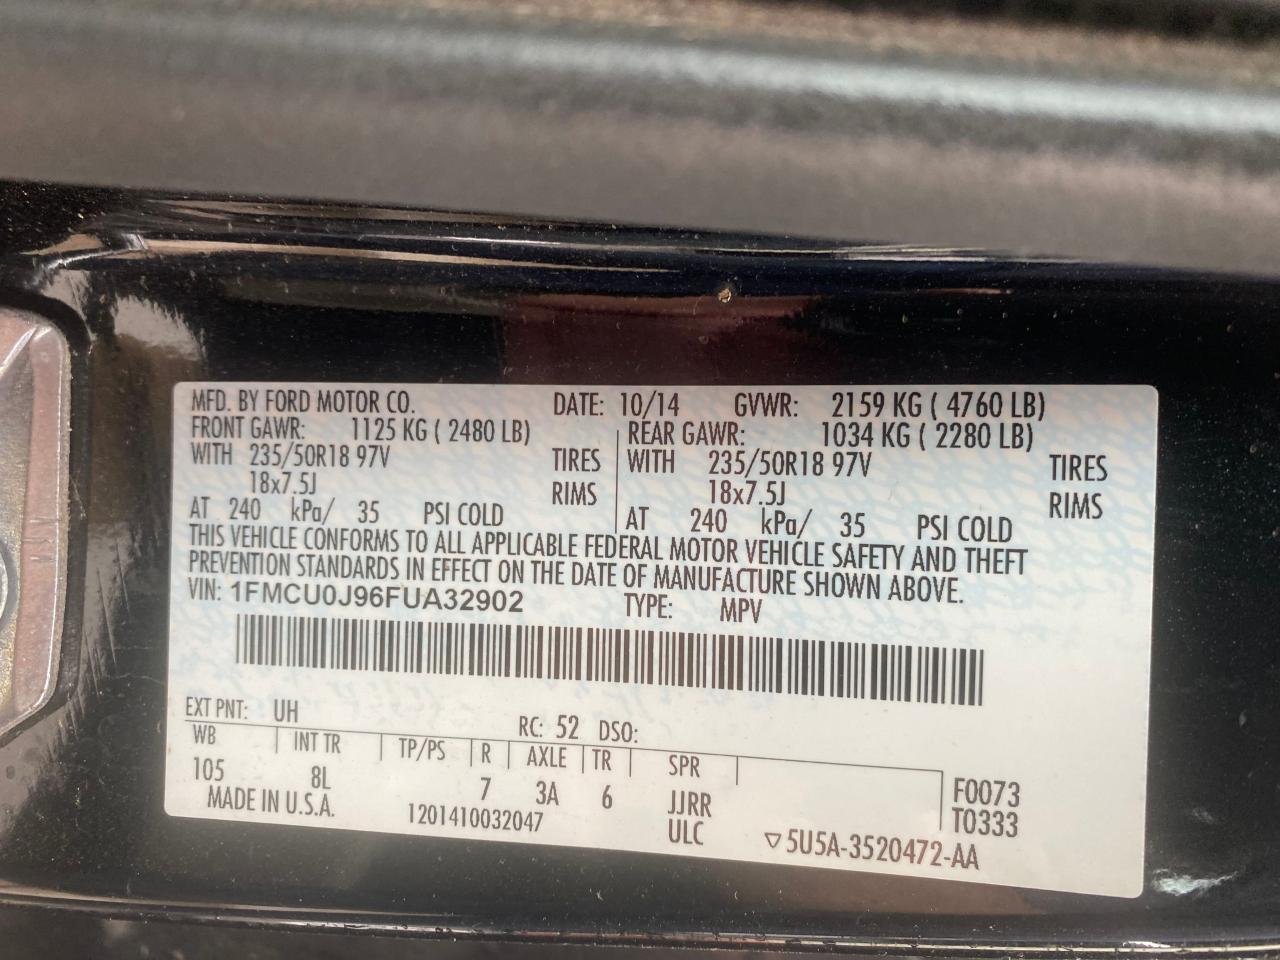 MFD. BY FORD MOTOR CO. DATE: 10/14 GVWR: 2159 KG ( 4760 LB)
FRONT GAWR: 1125 KG ( 2480 LB) REAR GAWR: 1034 KG ( 2280 LB)
WITH 235/50R18 97V TIRES WITH 235/50R18 97V TIRES
18x7.5J RIMS 18x7.5J RIMS
AT 240 kPa/ 35 PSI COLD AT 240 kPa/ 35 PSI COLD
THIS VEHICLE CONFORMS TO ALL APPLICABLE FEDERAL MOTOR VEHICLE SAFETY AND THEFT
PREVENTION STANDARDS IN EFFECT ON THE DATE OF MANUFACTURE SHOWN ABOVE.
VIN: 1FMCU0J96FUA32902 TYPE: MPV
EXT PNT: UH RC: 52 DSO:
WB INT TR TP/PS R AXLE TR SPR
105 8L 7 3A 6 JJRR F0073
MADE IN U.S.A. 1201410032047 ULC T0333
▽5U5A-3520472-AA